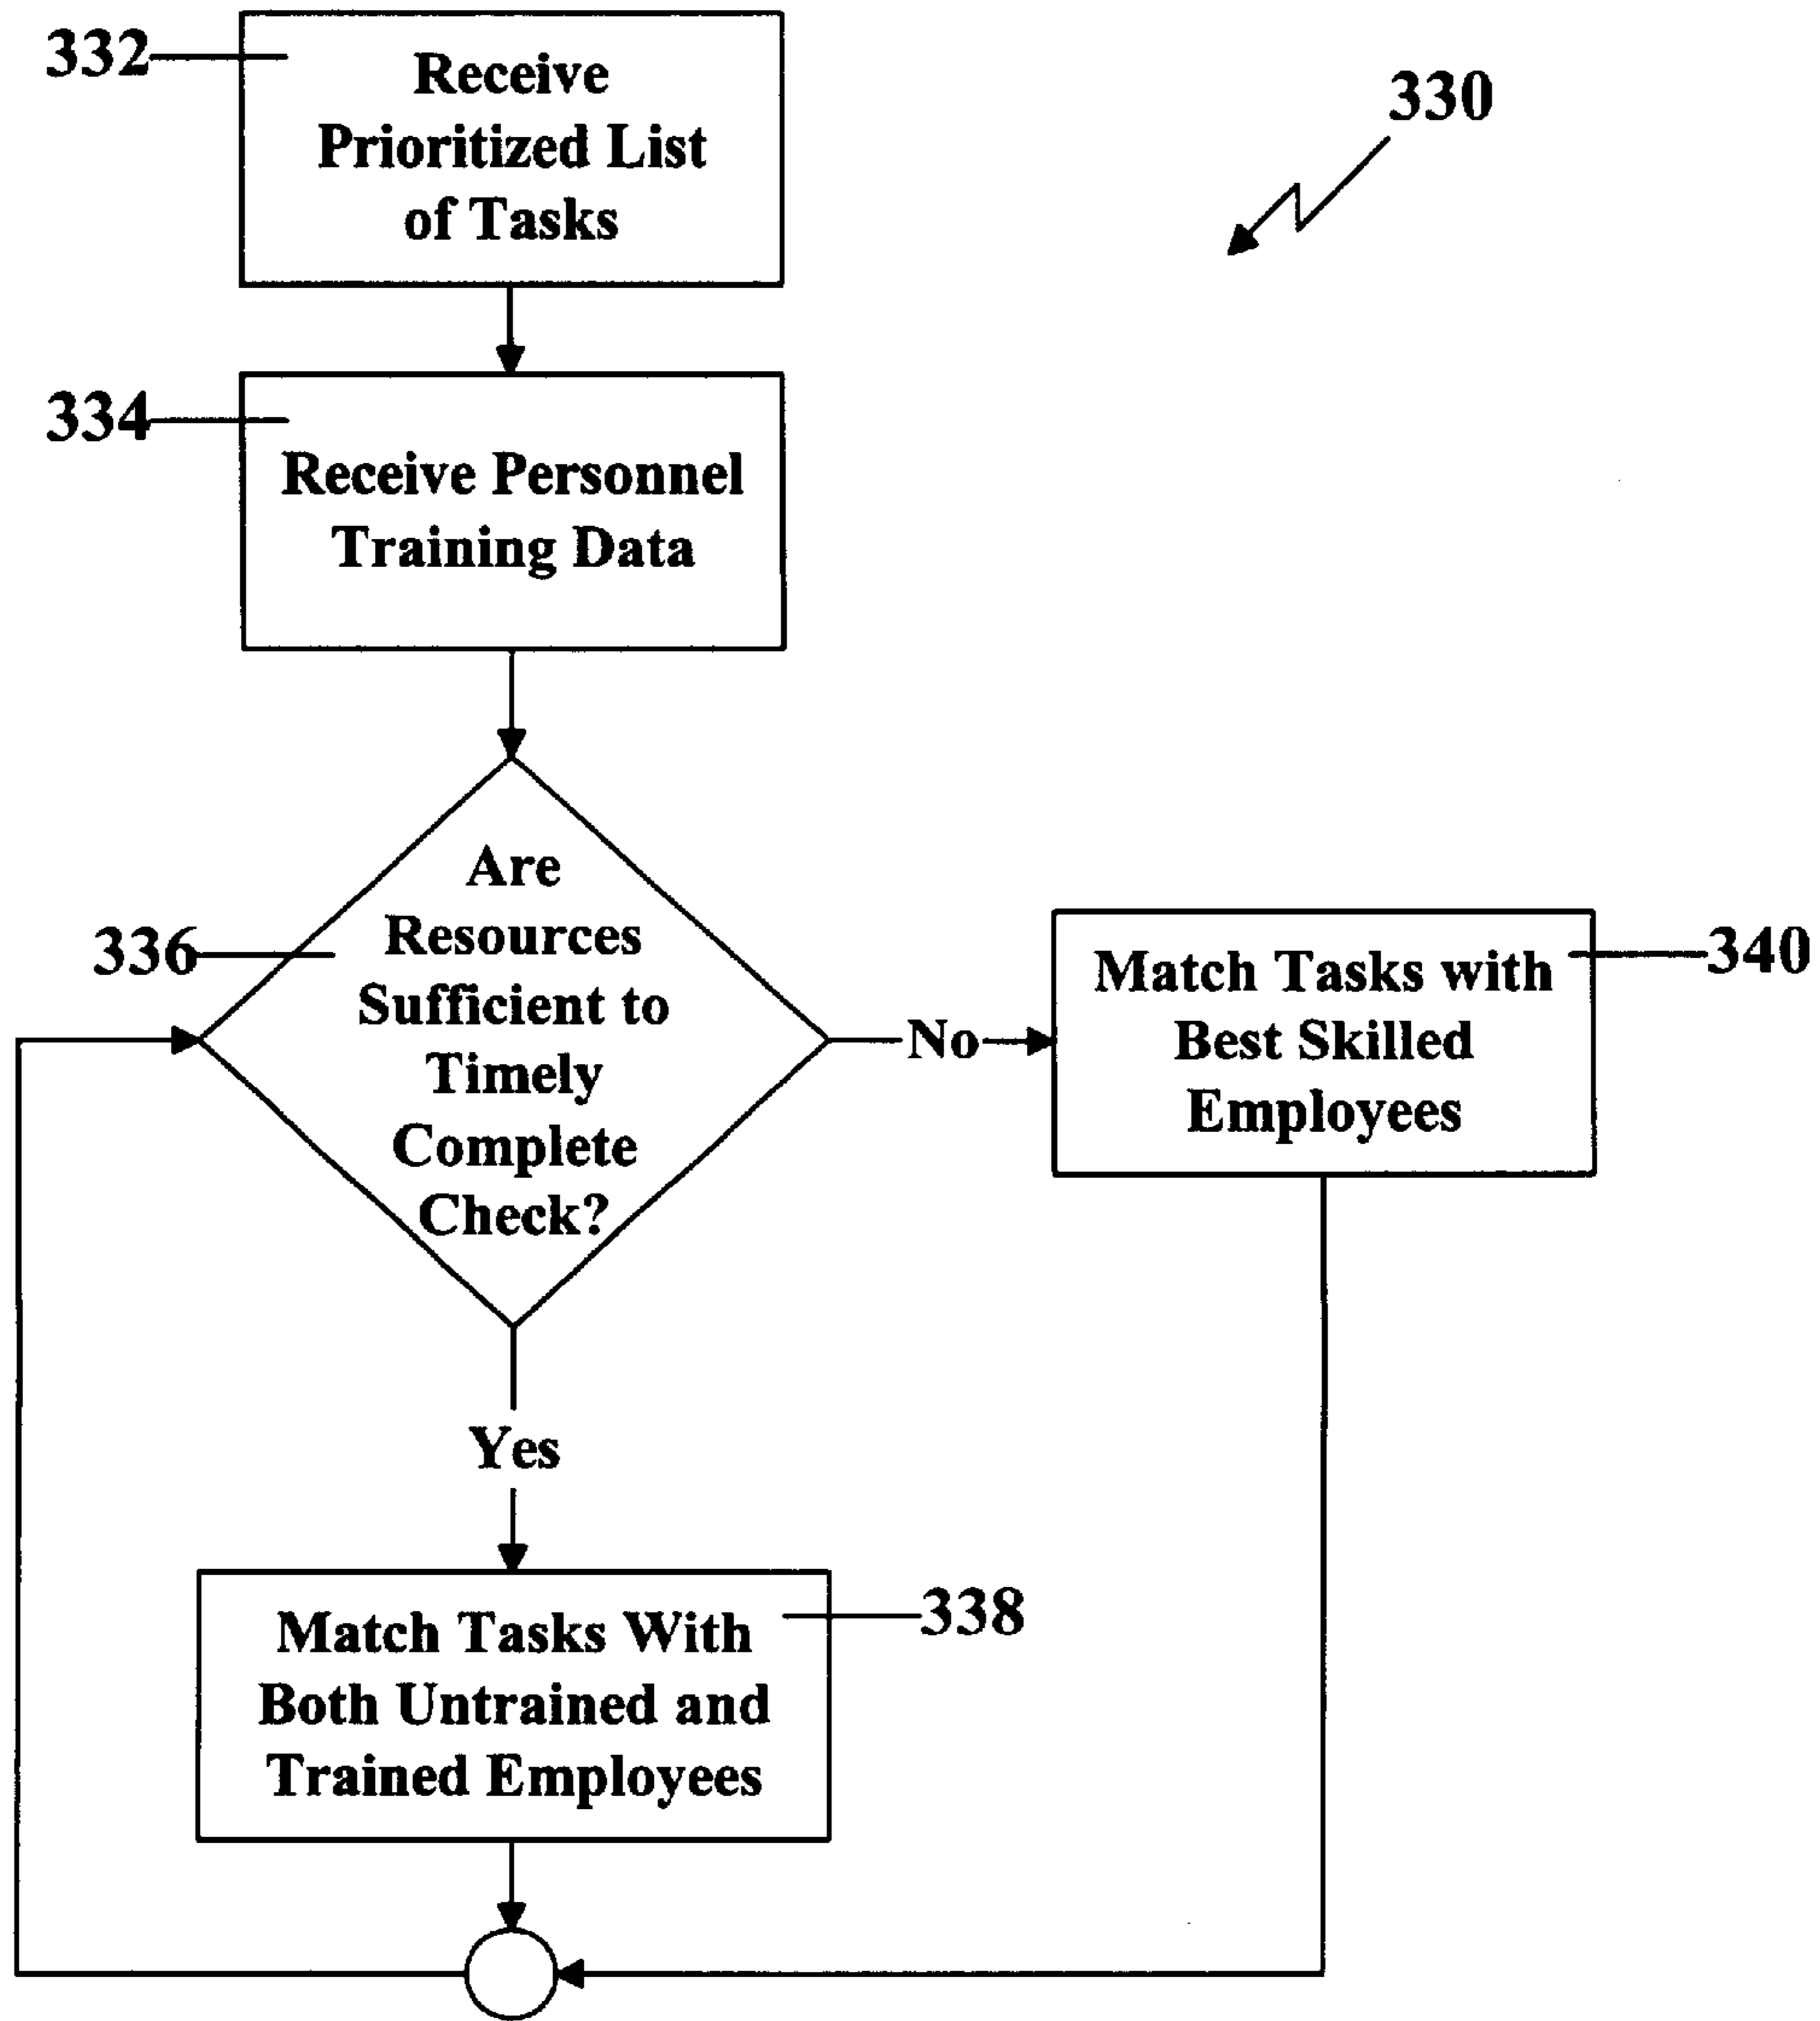 332
Receive
Prioritized List
of Tasks
330
334
Receive Personnel
Training Data
336
Are
Resources
Sufficient to
Timely
Complete
Check?
No
Match Tasks with
Best Skilled
Employees
340
Yes
Match Tasks With
Both Untrained and
Trained Employees
338